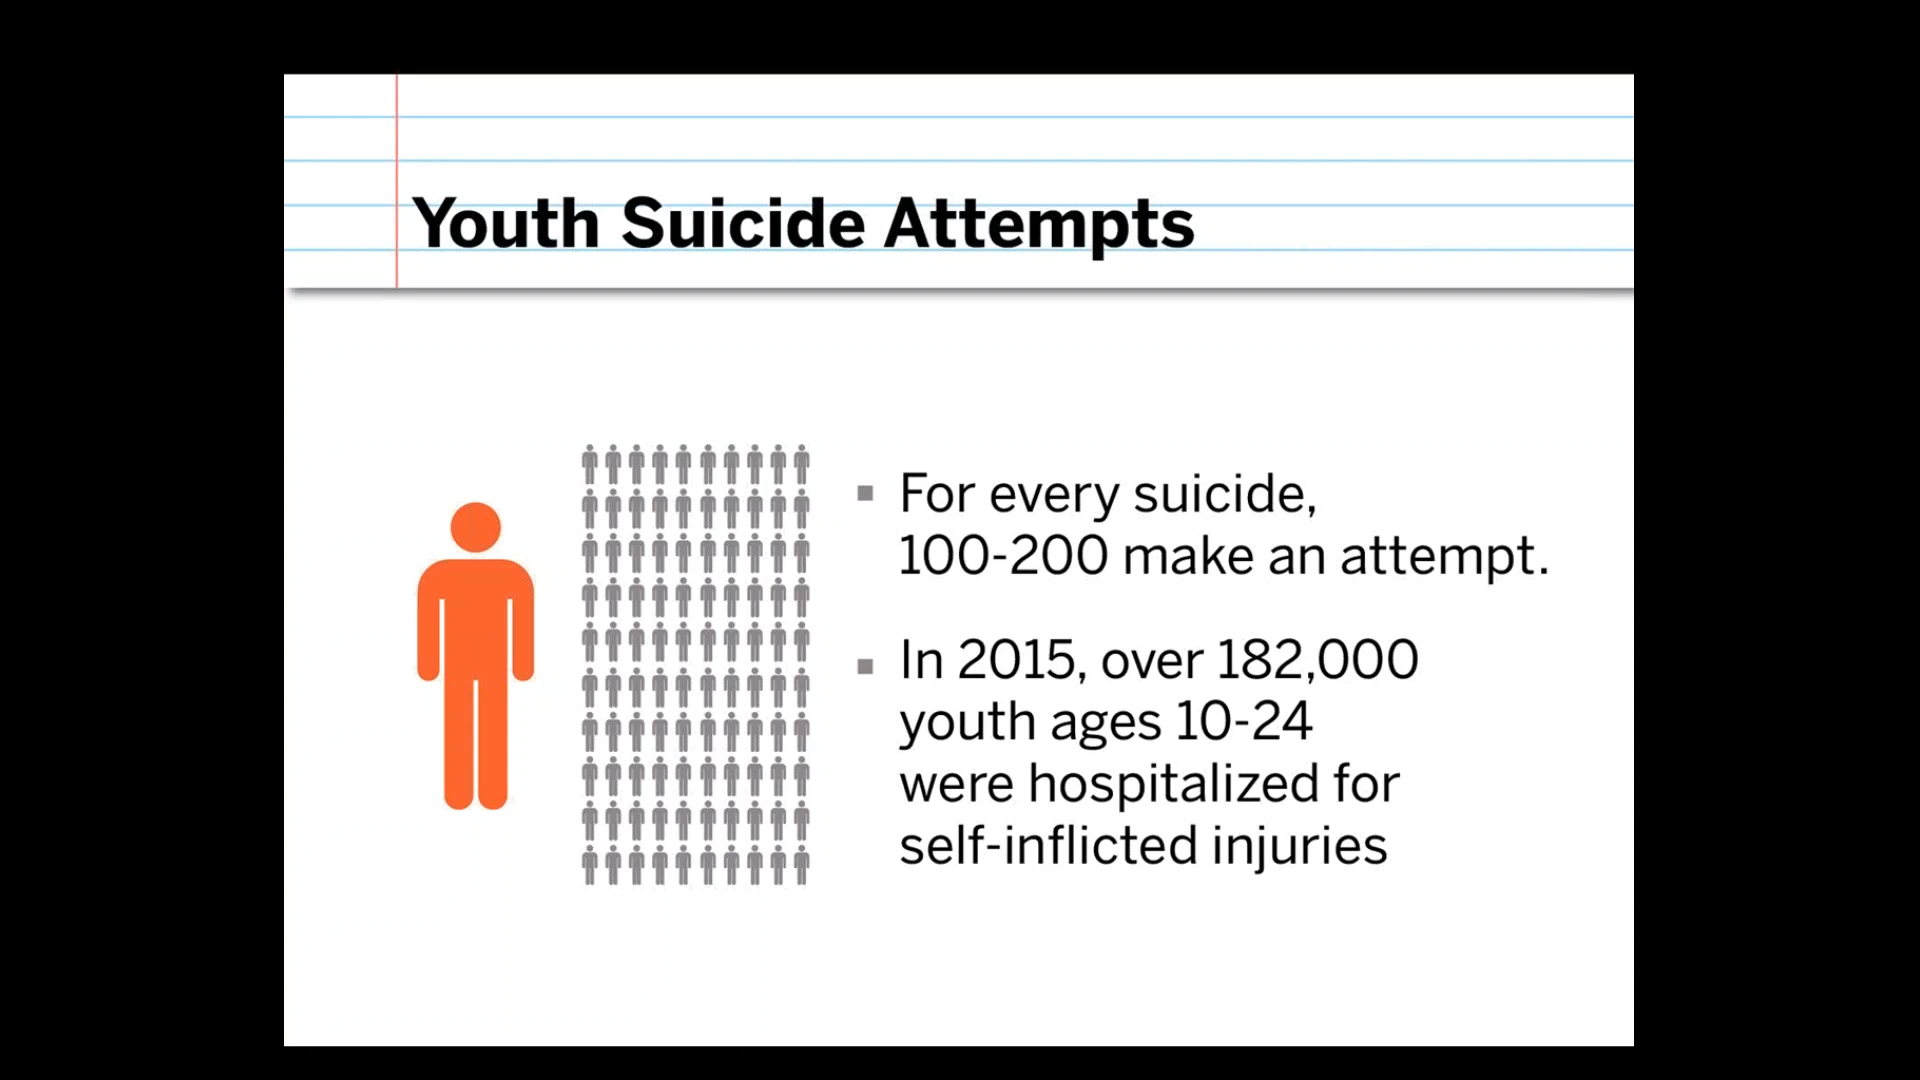 Youth Suicide Attempts
For every suicide,
100-200 make an attempt.
In 2015, over 182,000
youth ages 10-24
were hospitalized for
self-inflicted injuries